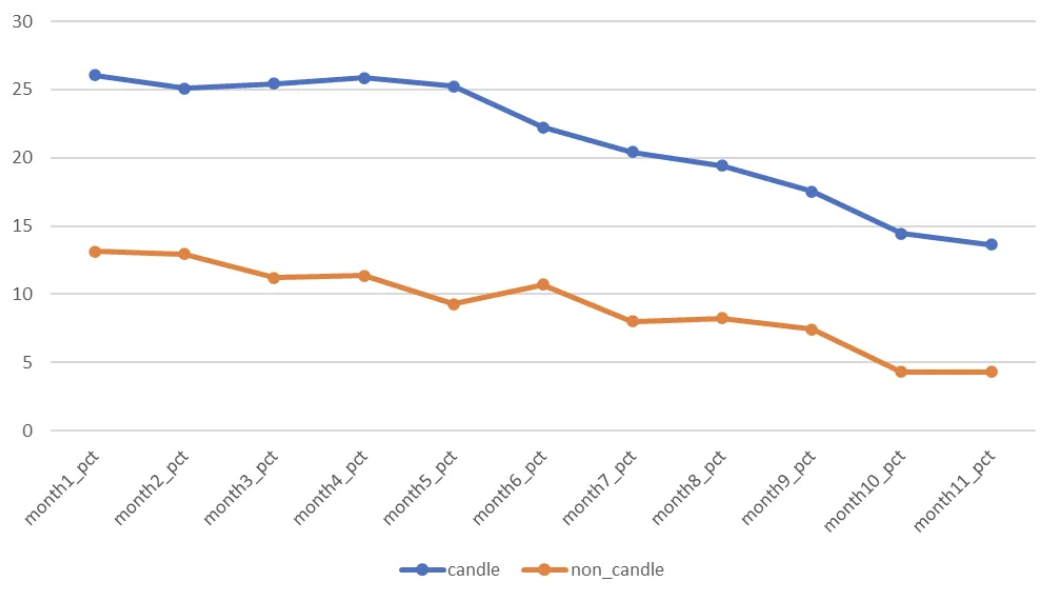 30
25
20
15
10
5
0
month1_pct
month2_pct
month3_pct
month4_pct
month5_pct
month6_pct
month7_pct
month8_pct
month9_pct
month10_pct
month11_pct
candle non_candle